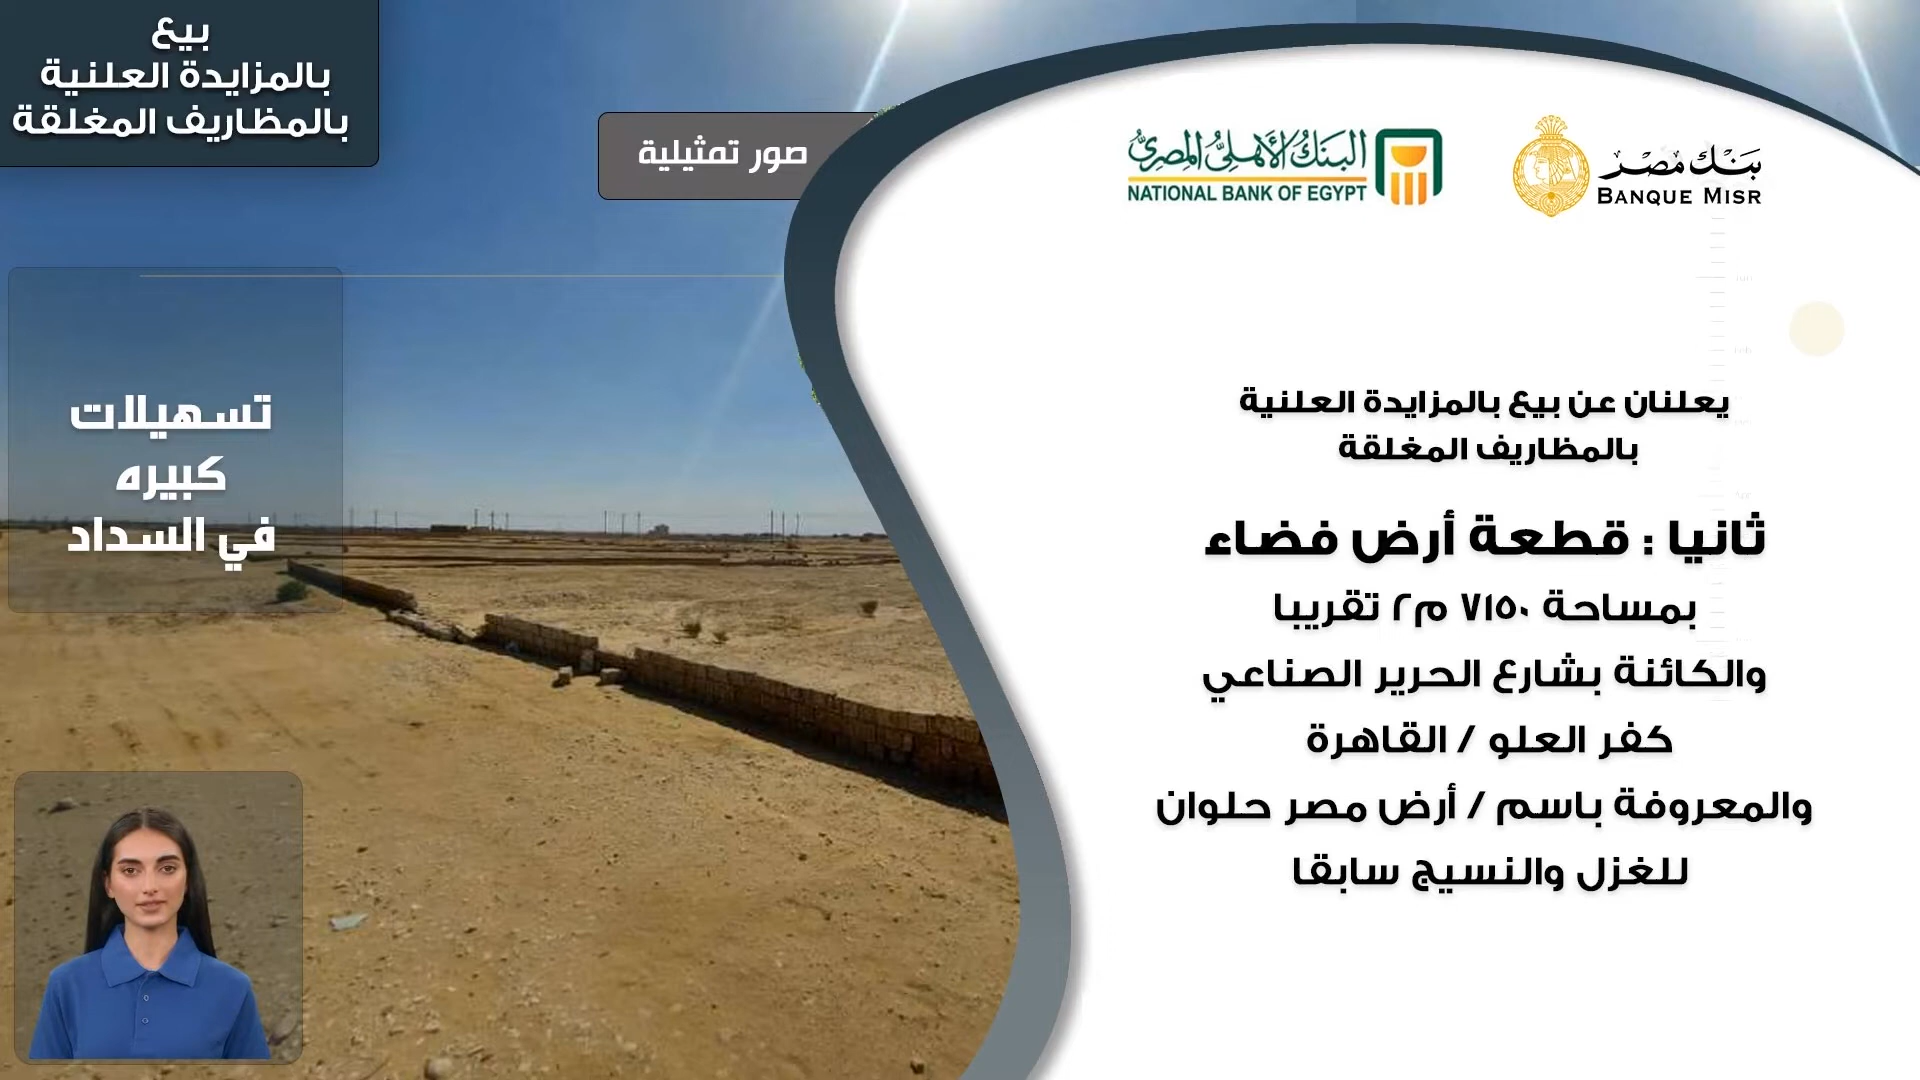 بيع
بالمزايدة العلنية
بالمظاريف المغلقة
صور تمثيلية
البنك الأهلي المصري
NATIONAL BANK OF EGYPT
بنك مصر
BANQUE MISR
يعلنان عن بيع بالمزايدة العلنية
بالمظاريف المغلقة
ثانيا : قطعة أرض فضاء
بمساحة ٧١٥٠ م٢ تقريبا
والكائنة بشارع الحرير الصناعي
كفر العلو / القاهرة
والمعروفة باسم / أرض مصر حلوان
للغزل والنسيج سابقا
تسهيلات
كبيره
في السداد